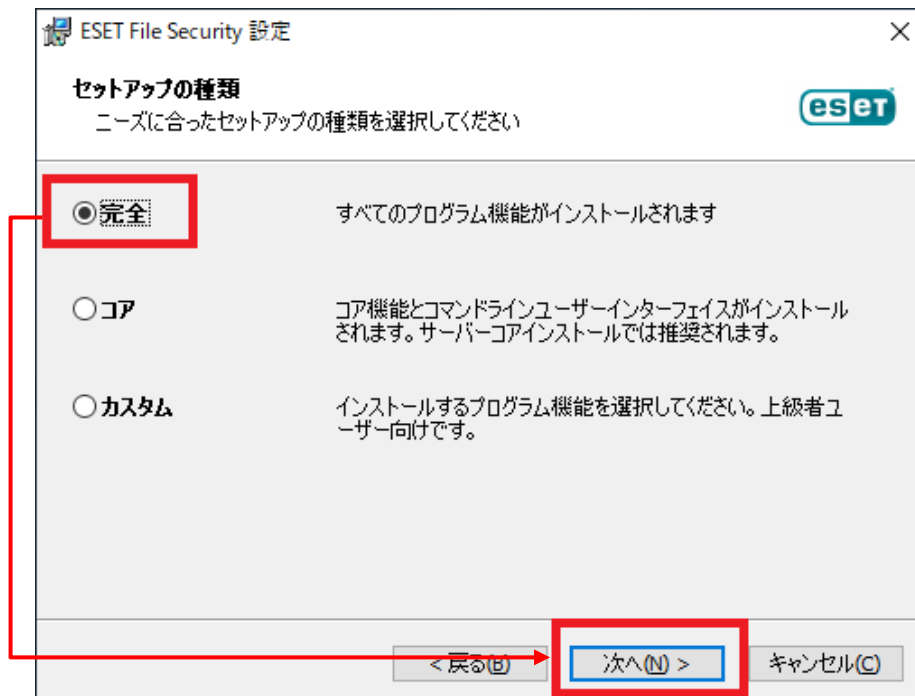 ESET File Security 設定
セットアップの種類
ニーズに合ったセットアップの種類を選択してください
eseT
完全
すべてのプログラム機能がインストールされます
コア
コア機能とコマンドラインユーザーインターフェイスがインストール
されます。サーバーコアインストールでは推奨されます。
カスタム
インストールするプログラム機能を選択してください。上級者ユ
ーザー向けです。
< 戻る(B)
次へ(N) >
キャンセル(C)